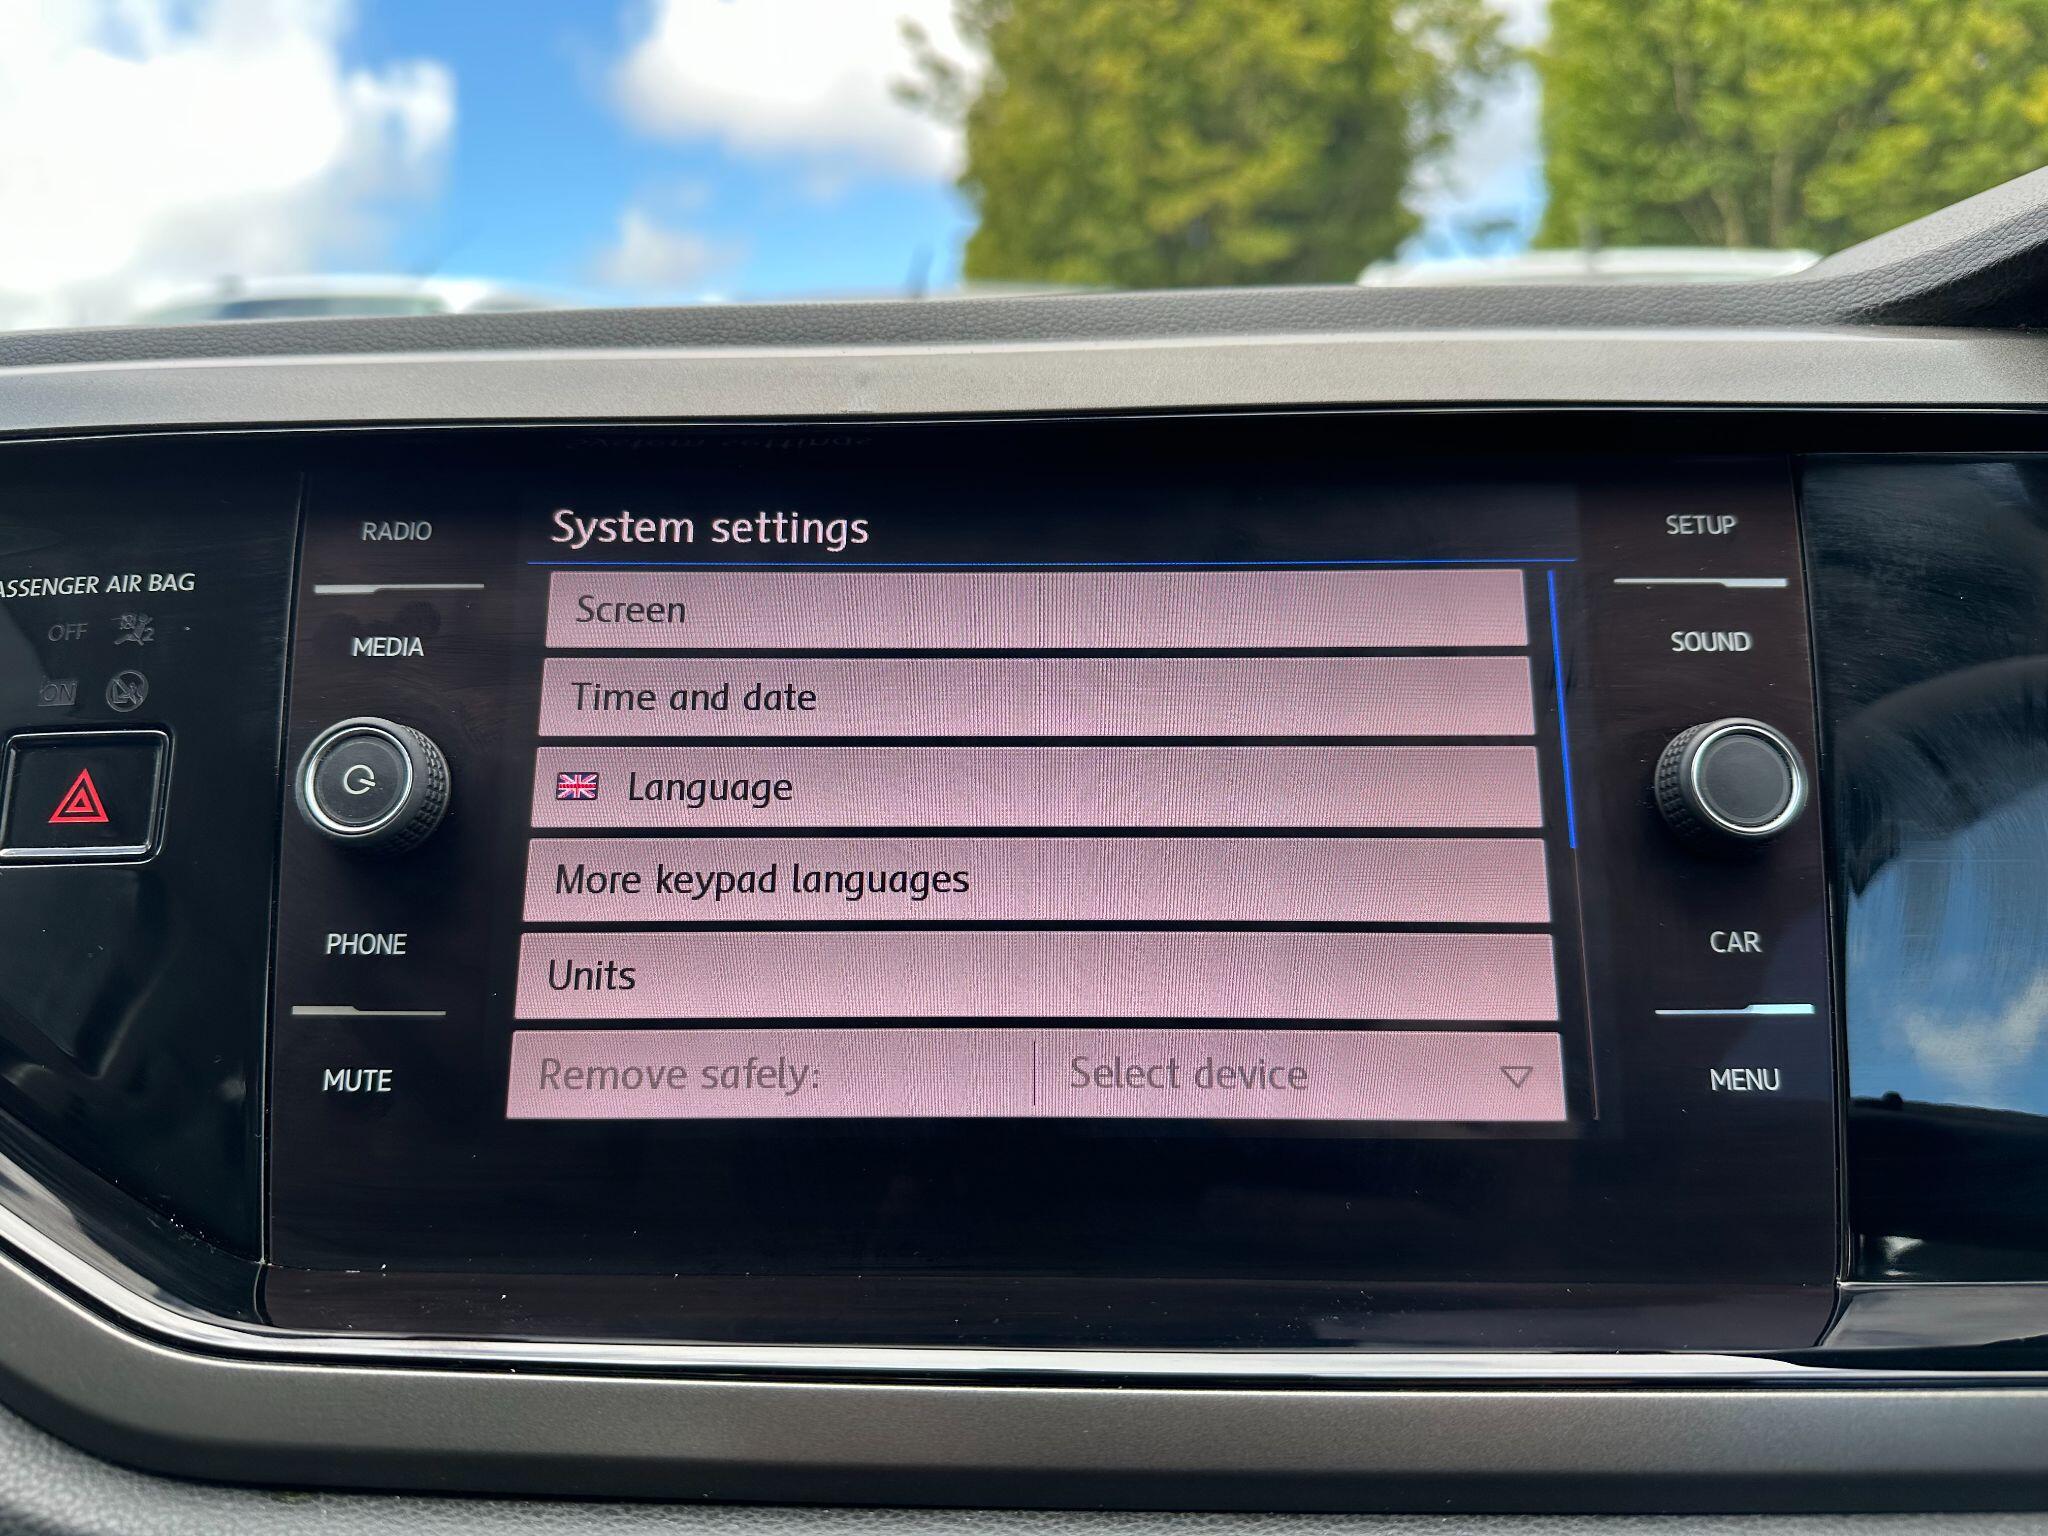 System settings
RADIO
SETUP
ASSENGER AIR BAG
Screen
OFF
MEDIA
SOUND
ON
Time and date
Language
More keypad languages
PHONE
CAR
Units
MUTE
Remove safely: Select device
MENU